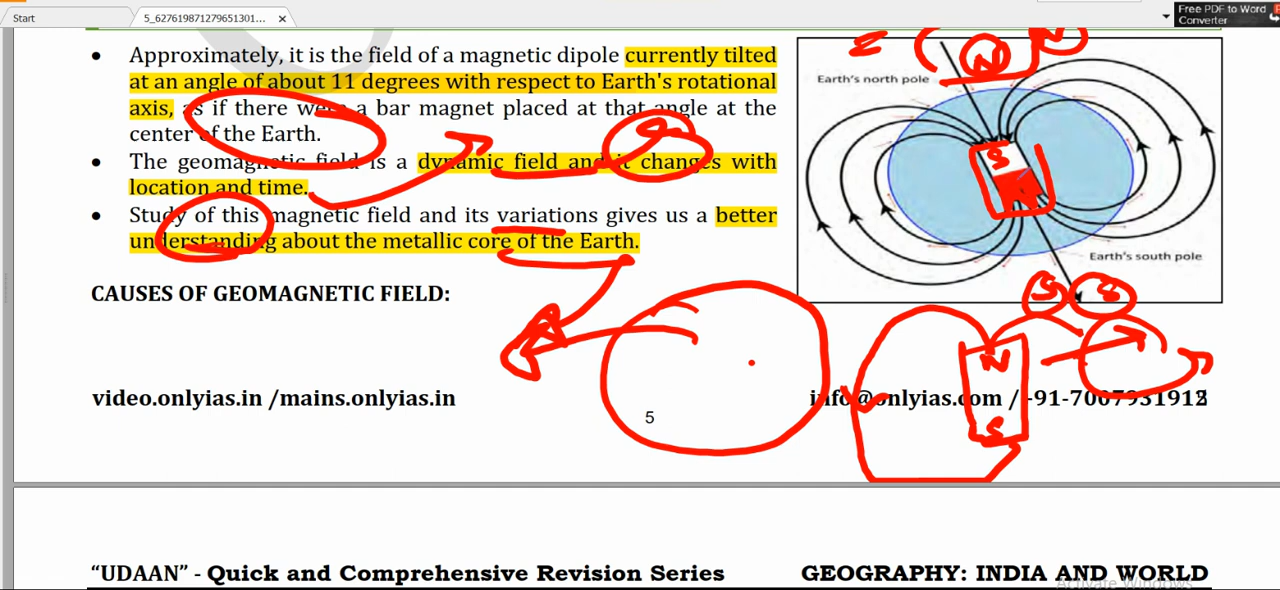 Start
5_627619871279651301...
Free PDF to Word
Converter
Approximately, it is the field of a magnetic dipole currently tilted
at an angle of about 11 degrees with respect to Earth's rotational
axis, as if there were a bar magnet placed at that angle at the
center of the Earth.
The geomagnetic field is a dynamic field and it changes with
location and time.
Study of this magnetic field and its variations gives us a better
understanding about the metallic core of the Earth.
N
N
Earth's north pole
S
N
Earth's south pole
S
CAUSES OF GEOMAGNETIC FIELD:
N
S
video.onlyias.in /mains.onlyias.in
info@onlyias.com /+91-7007931912
5
"UDAAN" - Quick and Comprehensive Revision Series
GEOGRAPHY: INDIA AND WORLD
Activate Windows